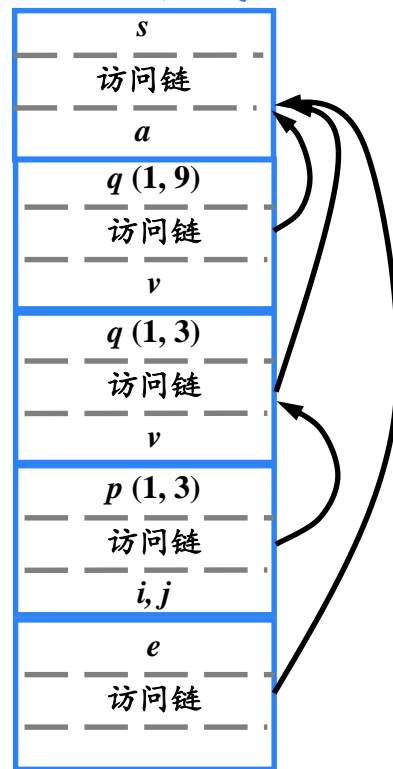 s
访问链
a
q (1, 9)
访问链
v
q (1, 3)
访问链
v
p (1, 3)
访问链
i, j
e
访问链